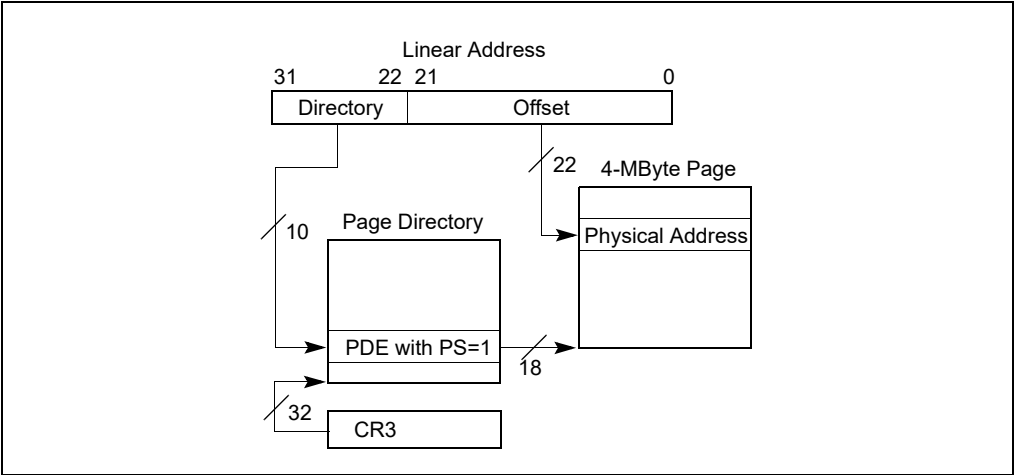 Linear Address
31 22 21 0
Directory Offset
22
4-MByte Page
Page Directory
10
Physical Address
PDE with PS=1
18
32
CR3